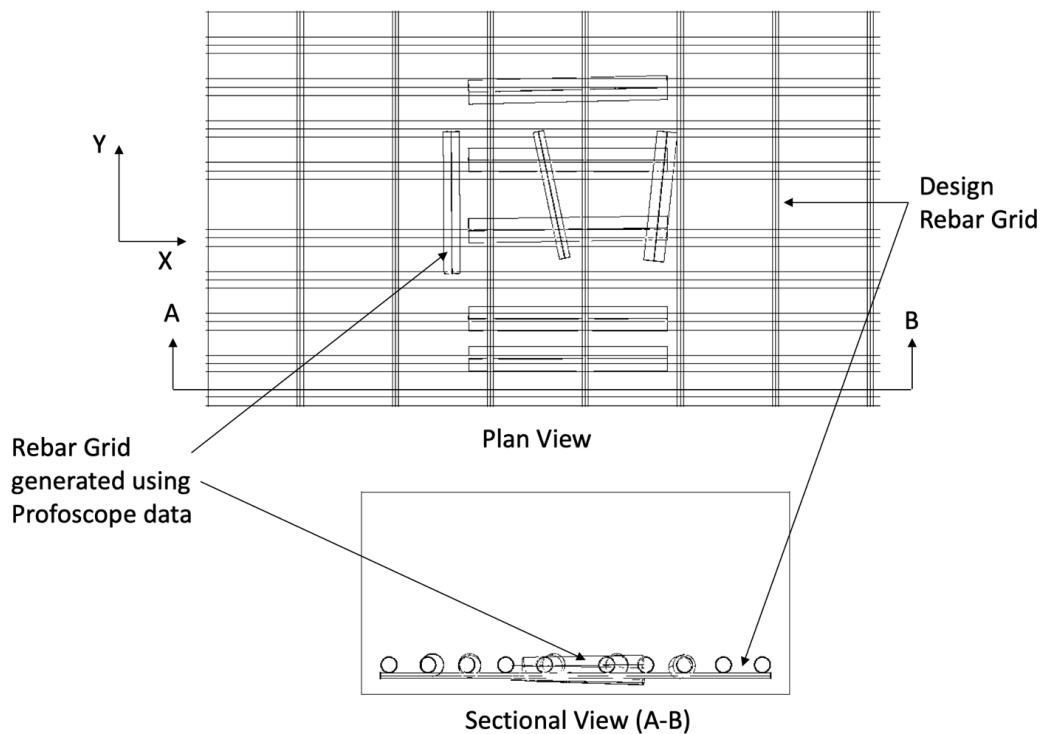 Y
X
A
B
Design
Rebar Grid
Plan View
Rebar Grid
generated using
Profoscope data
Sectional View (A-B)